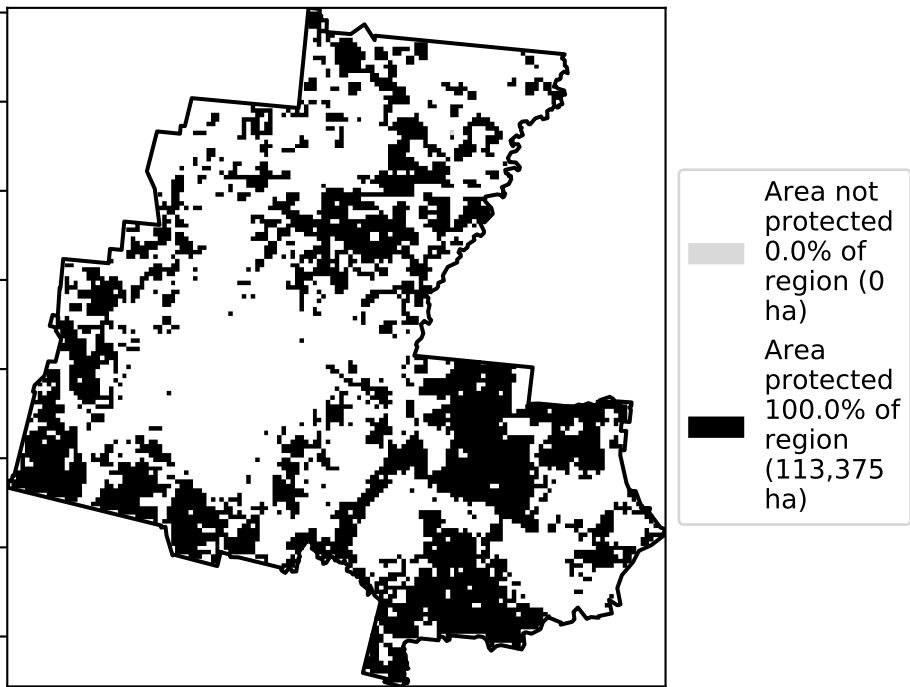 Area not
protected
0.0% of
region (0
ha)
Area
protected
100.0% of
region
(113,375
ha)